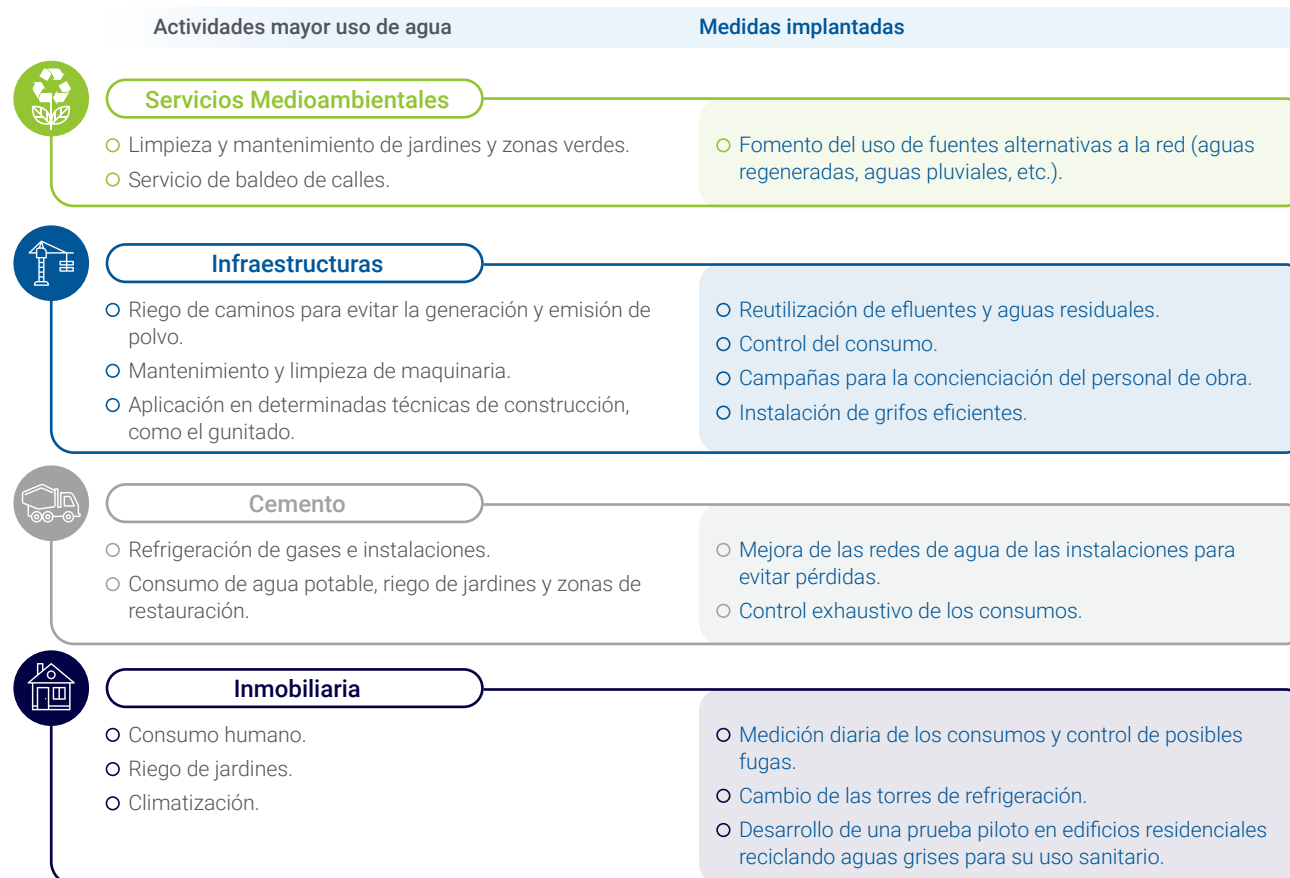 Actividades mayor uso de agua
Medidas implantadas
Servicios Medioambientales
Limpieza y mantenimiento de jardines y zonas verdes.
Servicio de baldeo de calles.
Fomento del uso de fuentes alternativas a la red (aguas
regeneradas, aguas pluviales, etc.).
Infraestructuras
Riego de caminos para evitar la generación y emisión de
polvo.
Mantenimiento y limpieza de maquinaria.
Aplicación en determinadas técnicas de construcción,
como el gunitado.
Reutilización de efluentes y aguas residuales.
Control del consumo.
Campañas para la concienciación del personal de obra.
Instalación de grifos eficientes.
Cemento
Refrigeración de gases e instalaciones.
Consumo de agua potable, riego de jardines y zonas de
restauración.
Mejora de las redes de agua de las instalaciones para
evitar pérdidas.
Control exhaustivo de los consumos.
Inmobiliaria
Consumo humano.
Riego de jardines.
Climatización.
Medición diaria de los consumos y control de posibles
fugas.
Cambio de las torres de refrigeración.
Desarrollo de una prueba piloto en edificios residenciales
reciclando aguas grises para su uso sanitario.